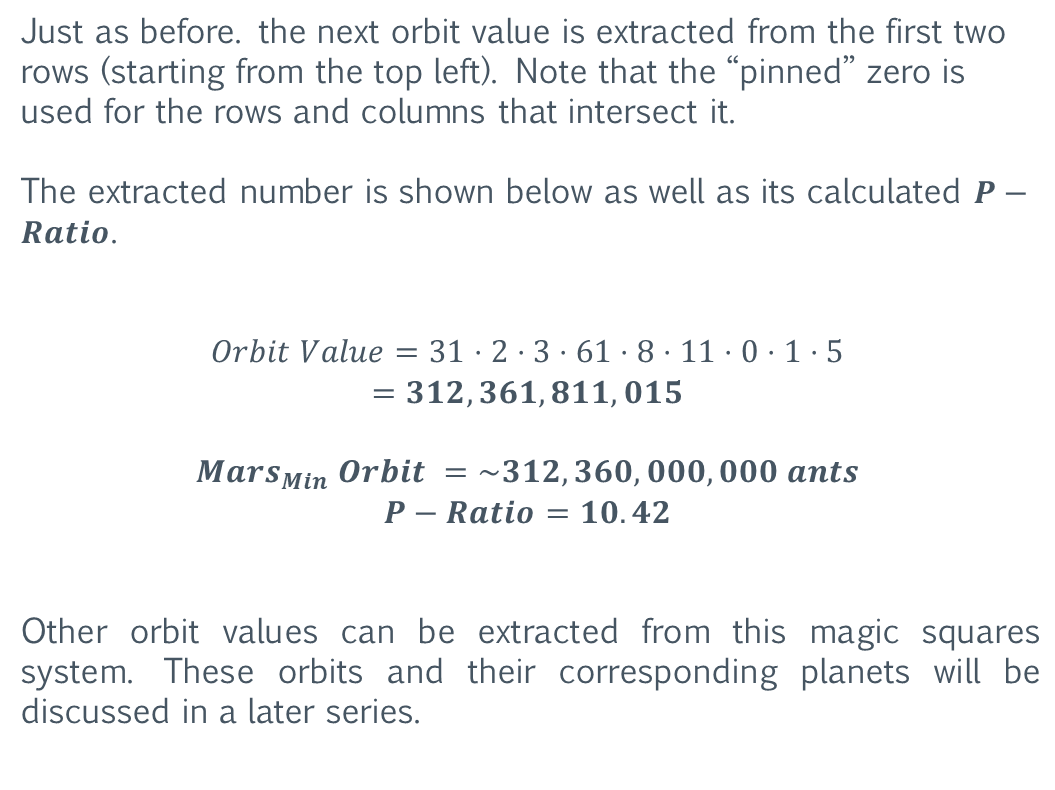 Just as before. the next orbit value is extracted from the first two
rows (starting from the top left). Note that the “pinned” zero is
used for the rows and columns that intersect it.
The extracted number is shown below as well as its calculated P −
Ratio.
Orbit Value = 31 · 2 · 3 · 61 · 8 · 11 · 0 · 1 · 5
= 312,361,811,015
Mars_Min Orbit = ~312,360,000,000 ants
P − Ratio = 10.42
Other orbit values can be extracted from this magic squares
system. These orbits and their corresponding planets will be
discussed in a later series.